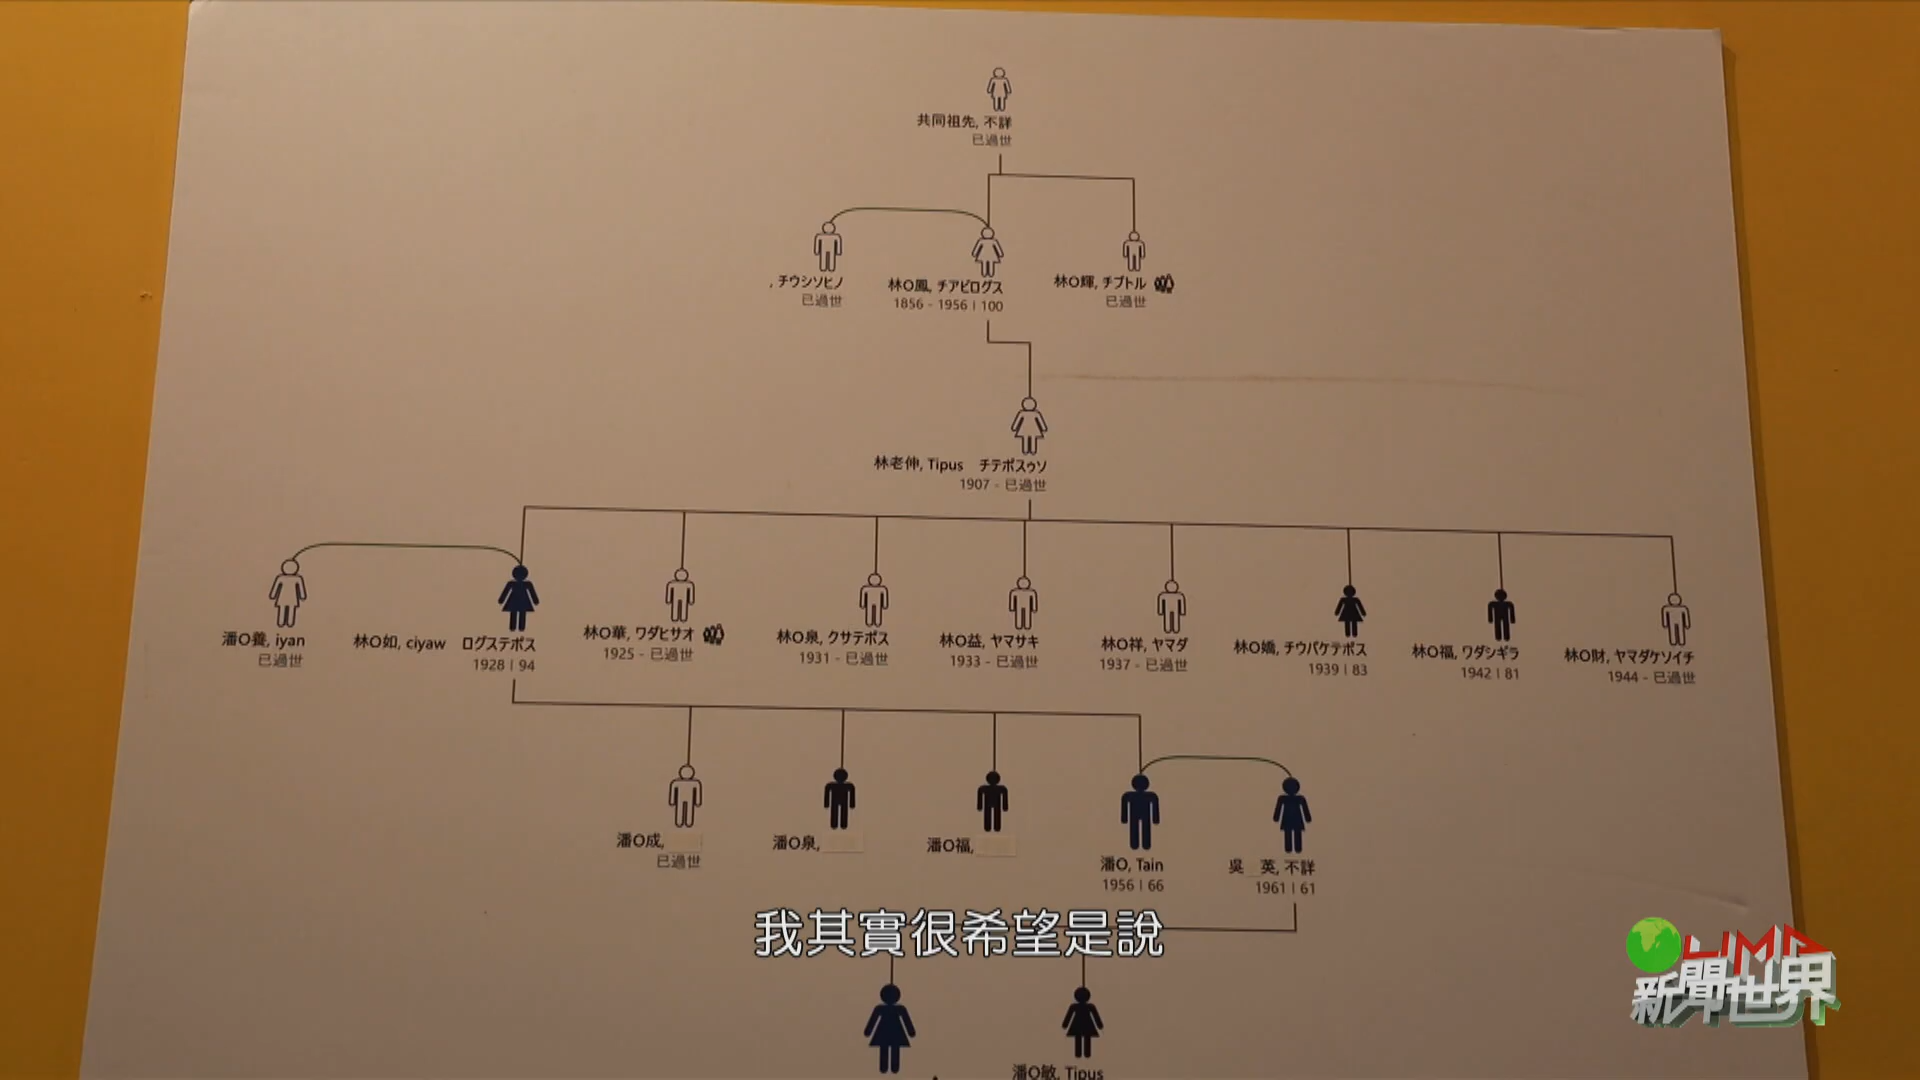 共同祖先, 不詳
已過世
, チウシソヒノ
已過世
林O鳳, チアピログス
1856 - 1956 | 100
林O輝, チプトル
已過世
林老伸, Tipus チテポスゥソ
1907 - 已過世
潘O養, iyan
已過世
林O如, ciyaw ログステポス
1928 | 94
林O華, ワダヒサオ
1925 - 已過世
林O泉, クサテポス
1931 - 已過世
林O益, ヤマサキ
1933 - 已過世
林O祥, ヤマダ
1937 - 已過世
林O嬌, チウパケテポス
1939 | 83
林O福, ワダシギラ
1942 | 81
林O財, ヤマダケソイチ
1944 - 已過世
潘O成,
已過世
潘O泉,
潘O福,
潘O, Tain
1956 | 66
吳 英, 不詳
1961 | 61
我其實很希望是說
潘O敏, Tipus
LIMA
新聞世界